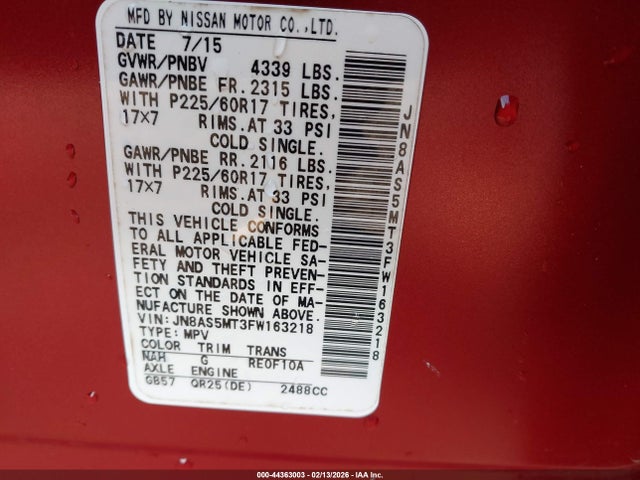 MFD BY NISSAN MOTOR CO.,LTD.
DATE 7/15
GVWR/PNBV 4339 LBS.
GAWR/PNBE FR. 2315 LBS.
WITH P225/60R17 TIRES,
17x7 RIMS.AT 33 PSI
COLD SINGLE.
GAWR/PNBE RR. 2116 LBS.
WITH P225/60R17 TIRES,
17x7 RIMS.AT 33 PSI
COLD SINGLE.
THIS VEHICLE CONFORMS
TO ALL APPLICABLE FED-
ERAL MOTOR VEHICLE SA-
FETY AND THEFT PREVEN-
TION STANDARDS IN EFF-
ECT ON THE DATE OF MA-
NUFACTURE SHOWN ABOVE.
VIN: JN8AS5MT3FW163218
TYPE: MPV
COLOR TRIM TRANS
NAH G RE0F10A
AXLE ENGINE
GB57 QR25(DE) 2488CC
JN8AS5MT3FW163218
000-44363003 - 02/13/2026 - IAA Inc.